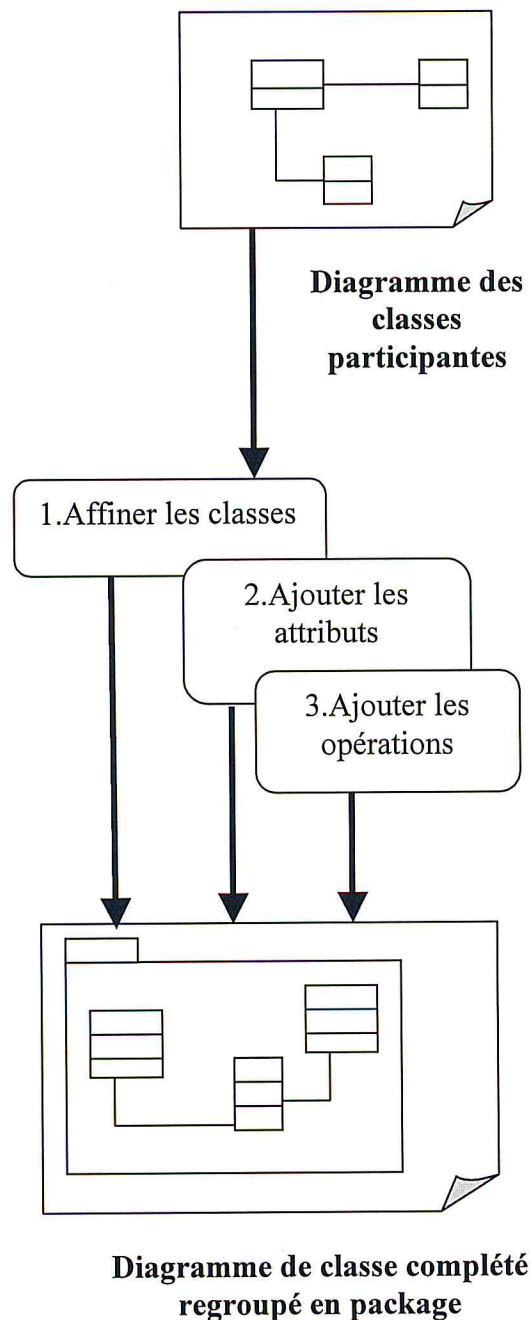 Diagramme des
classes
participantes
1.Affiner les classes
2.Ajouter les
attributs
3.Ajouter les
opérations
Diagramme de classe complété
regroupé en package